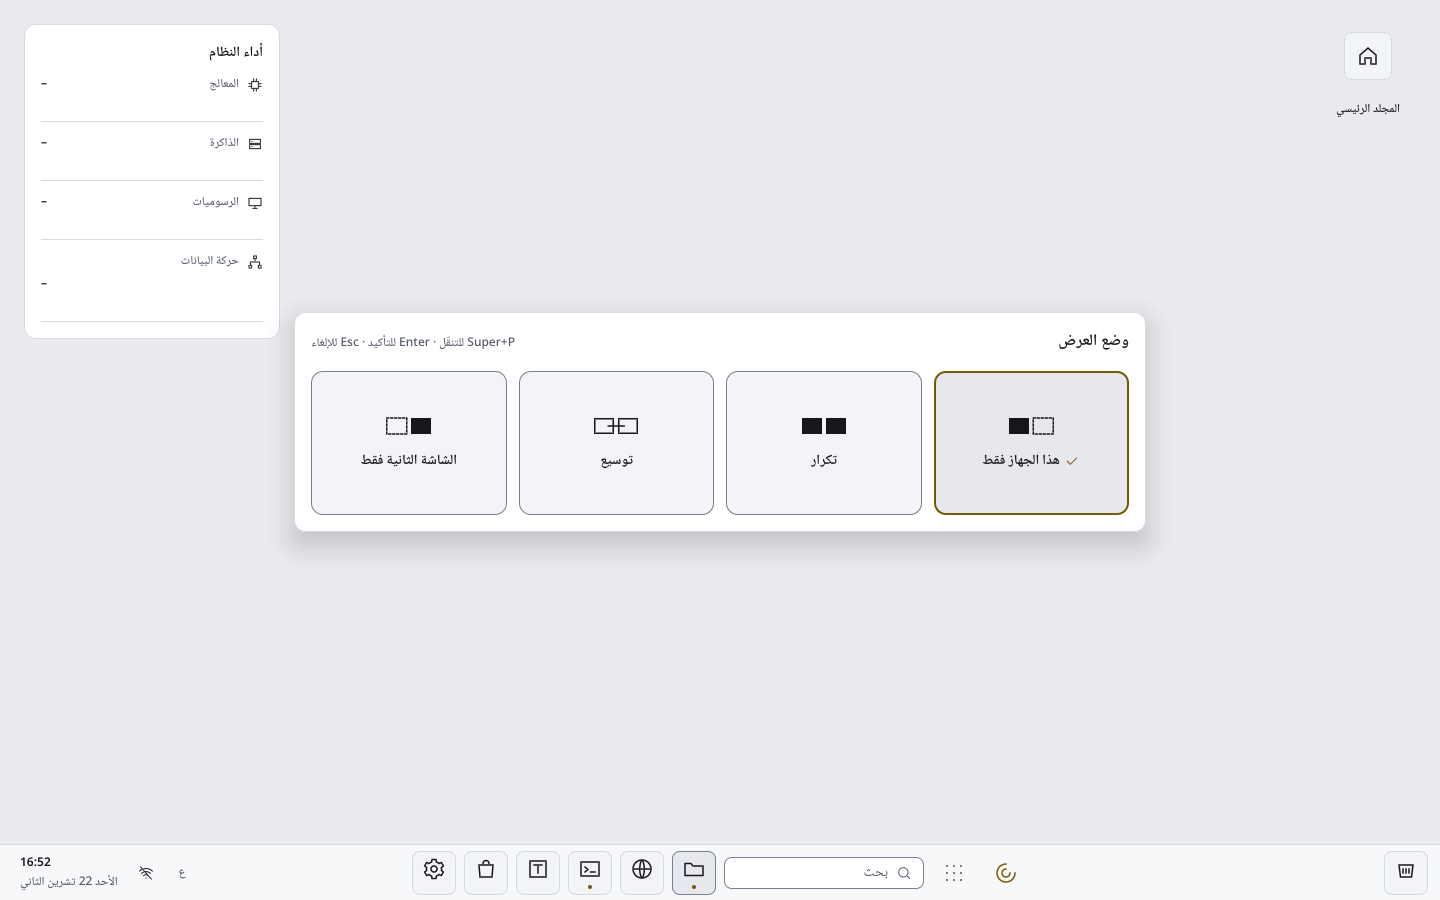 المجلد الرئيسي
أداء النظام
المعالج –
الذاكرة –
الرسوميات –
حركة البيانات
–
وضع العرض
Super+P للتنقّل · Enter للتأكيد · Esc للإلغاء
هذا الجهاز فقط
تكرار
توسيع
الشاشة الثانية فقط
بحث
ع
16:52
الأحد 22 تشرين الثاني